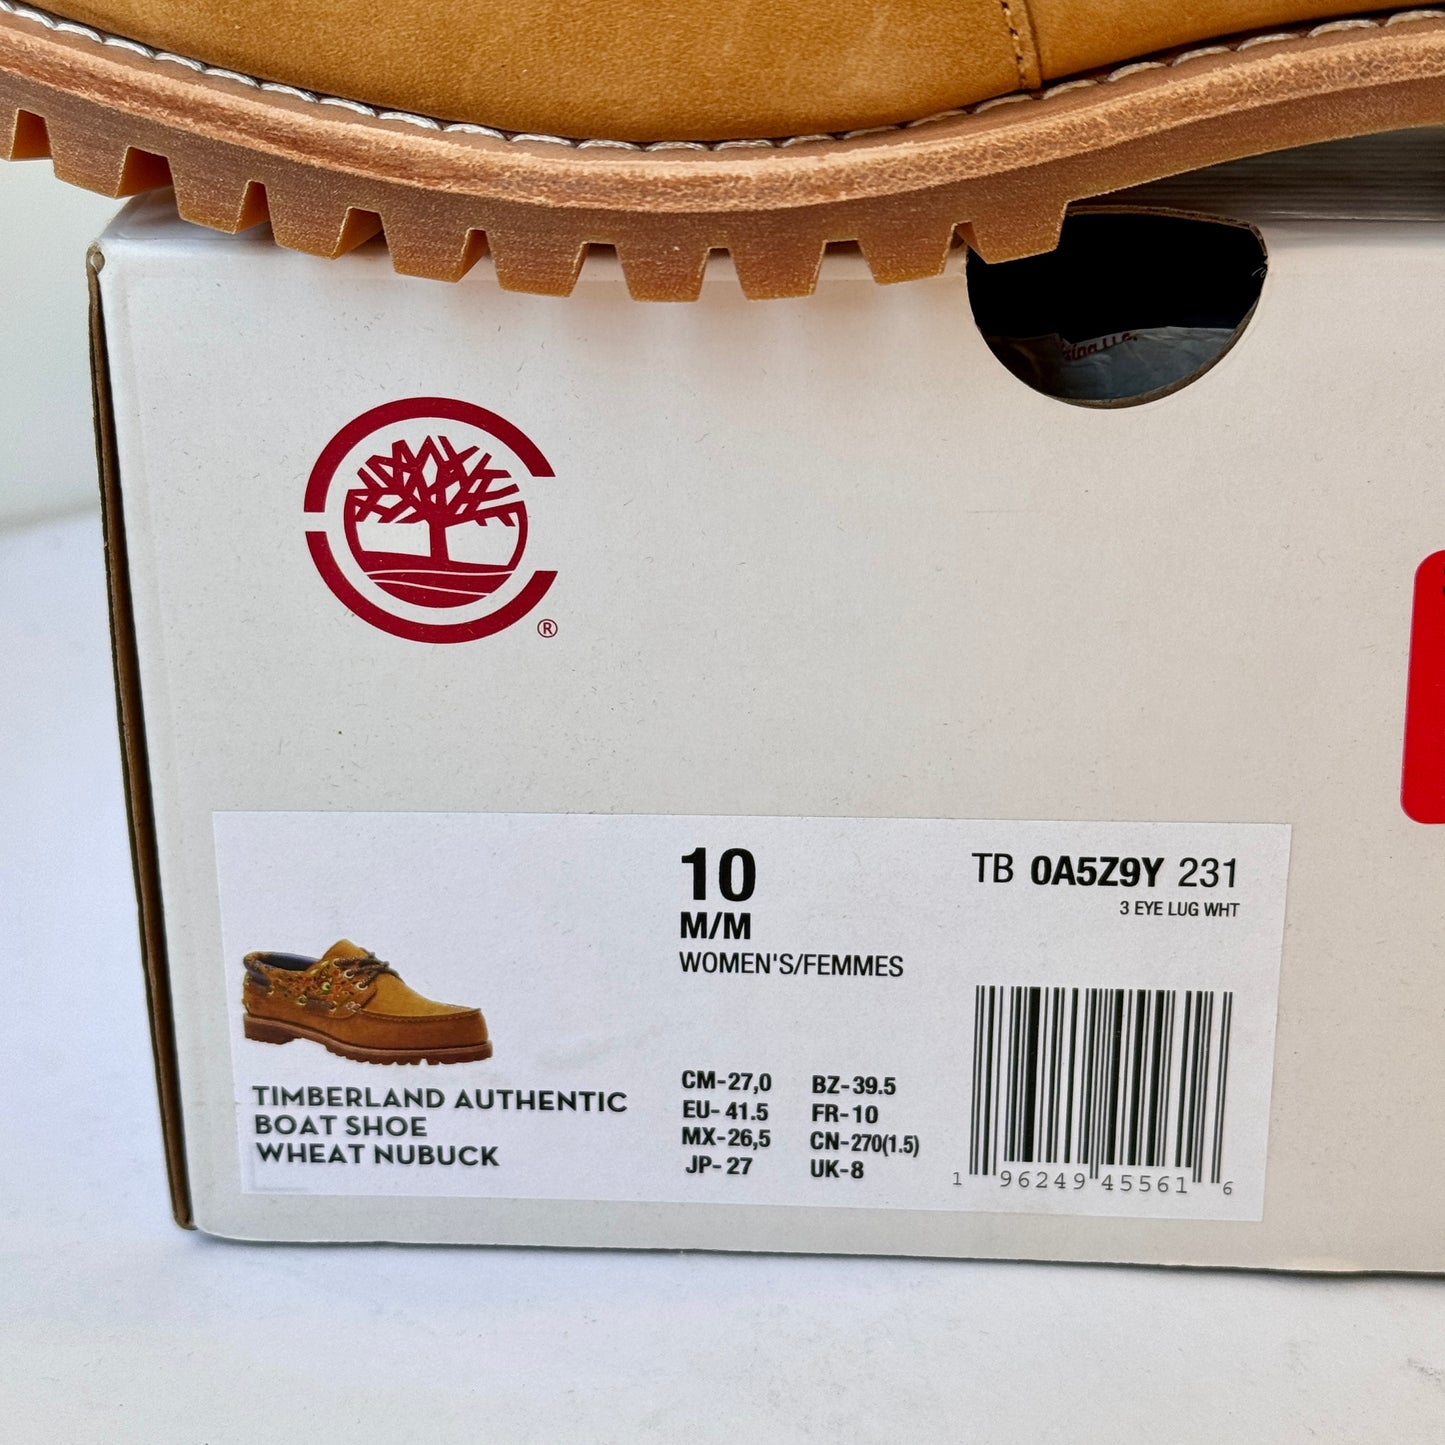 ®
10
M/M
WOMEN'S/FEMMES
TB 0A5Z9Y 231
3 EYE LUG WHT
TIMBERLAND AUTHENTIC
BOAT SHOE
WHEAT NUBUCK
CM-27,0 BZ-39.5
EU-41.5 FR-10
MX-26,5 CN-270(1.5)
JP-27 UK-8
1 96249 45561 6